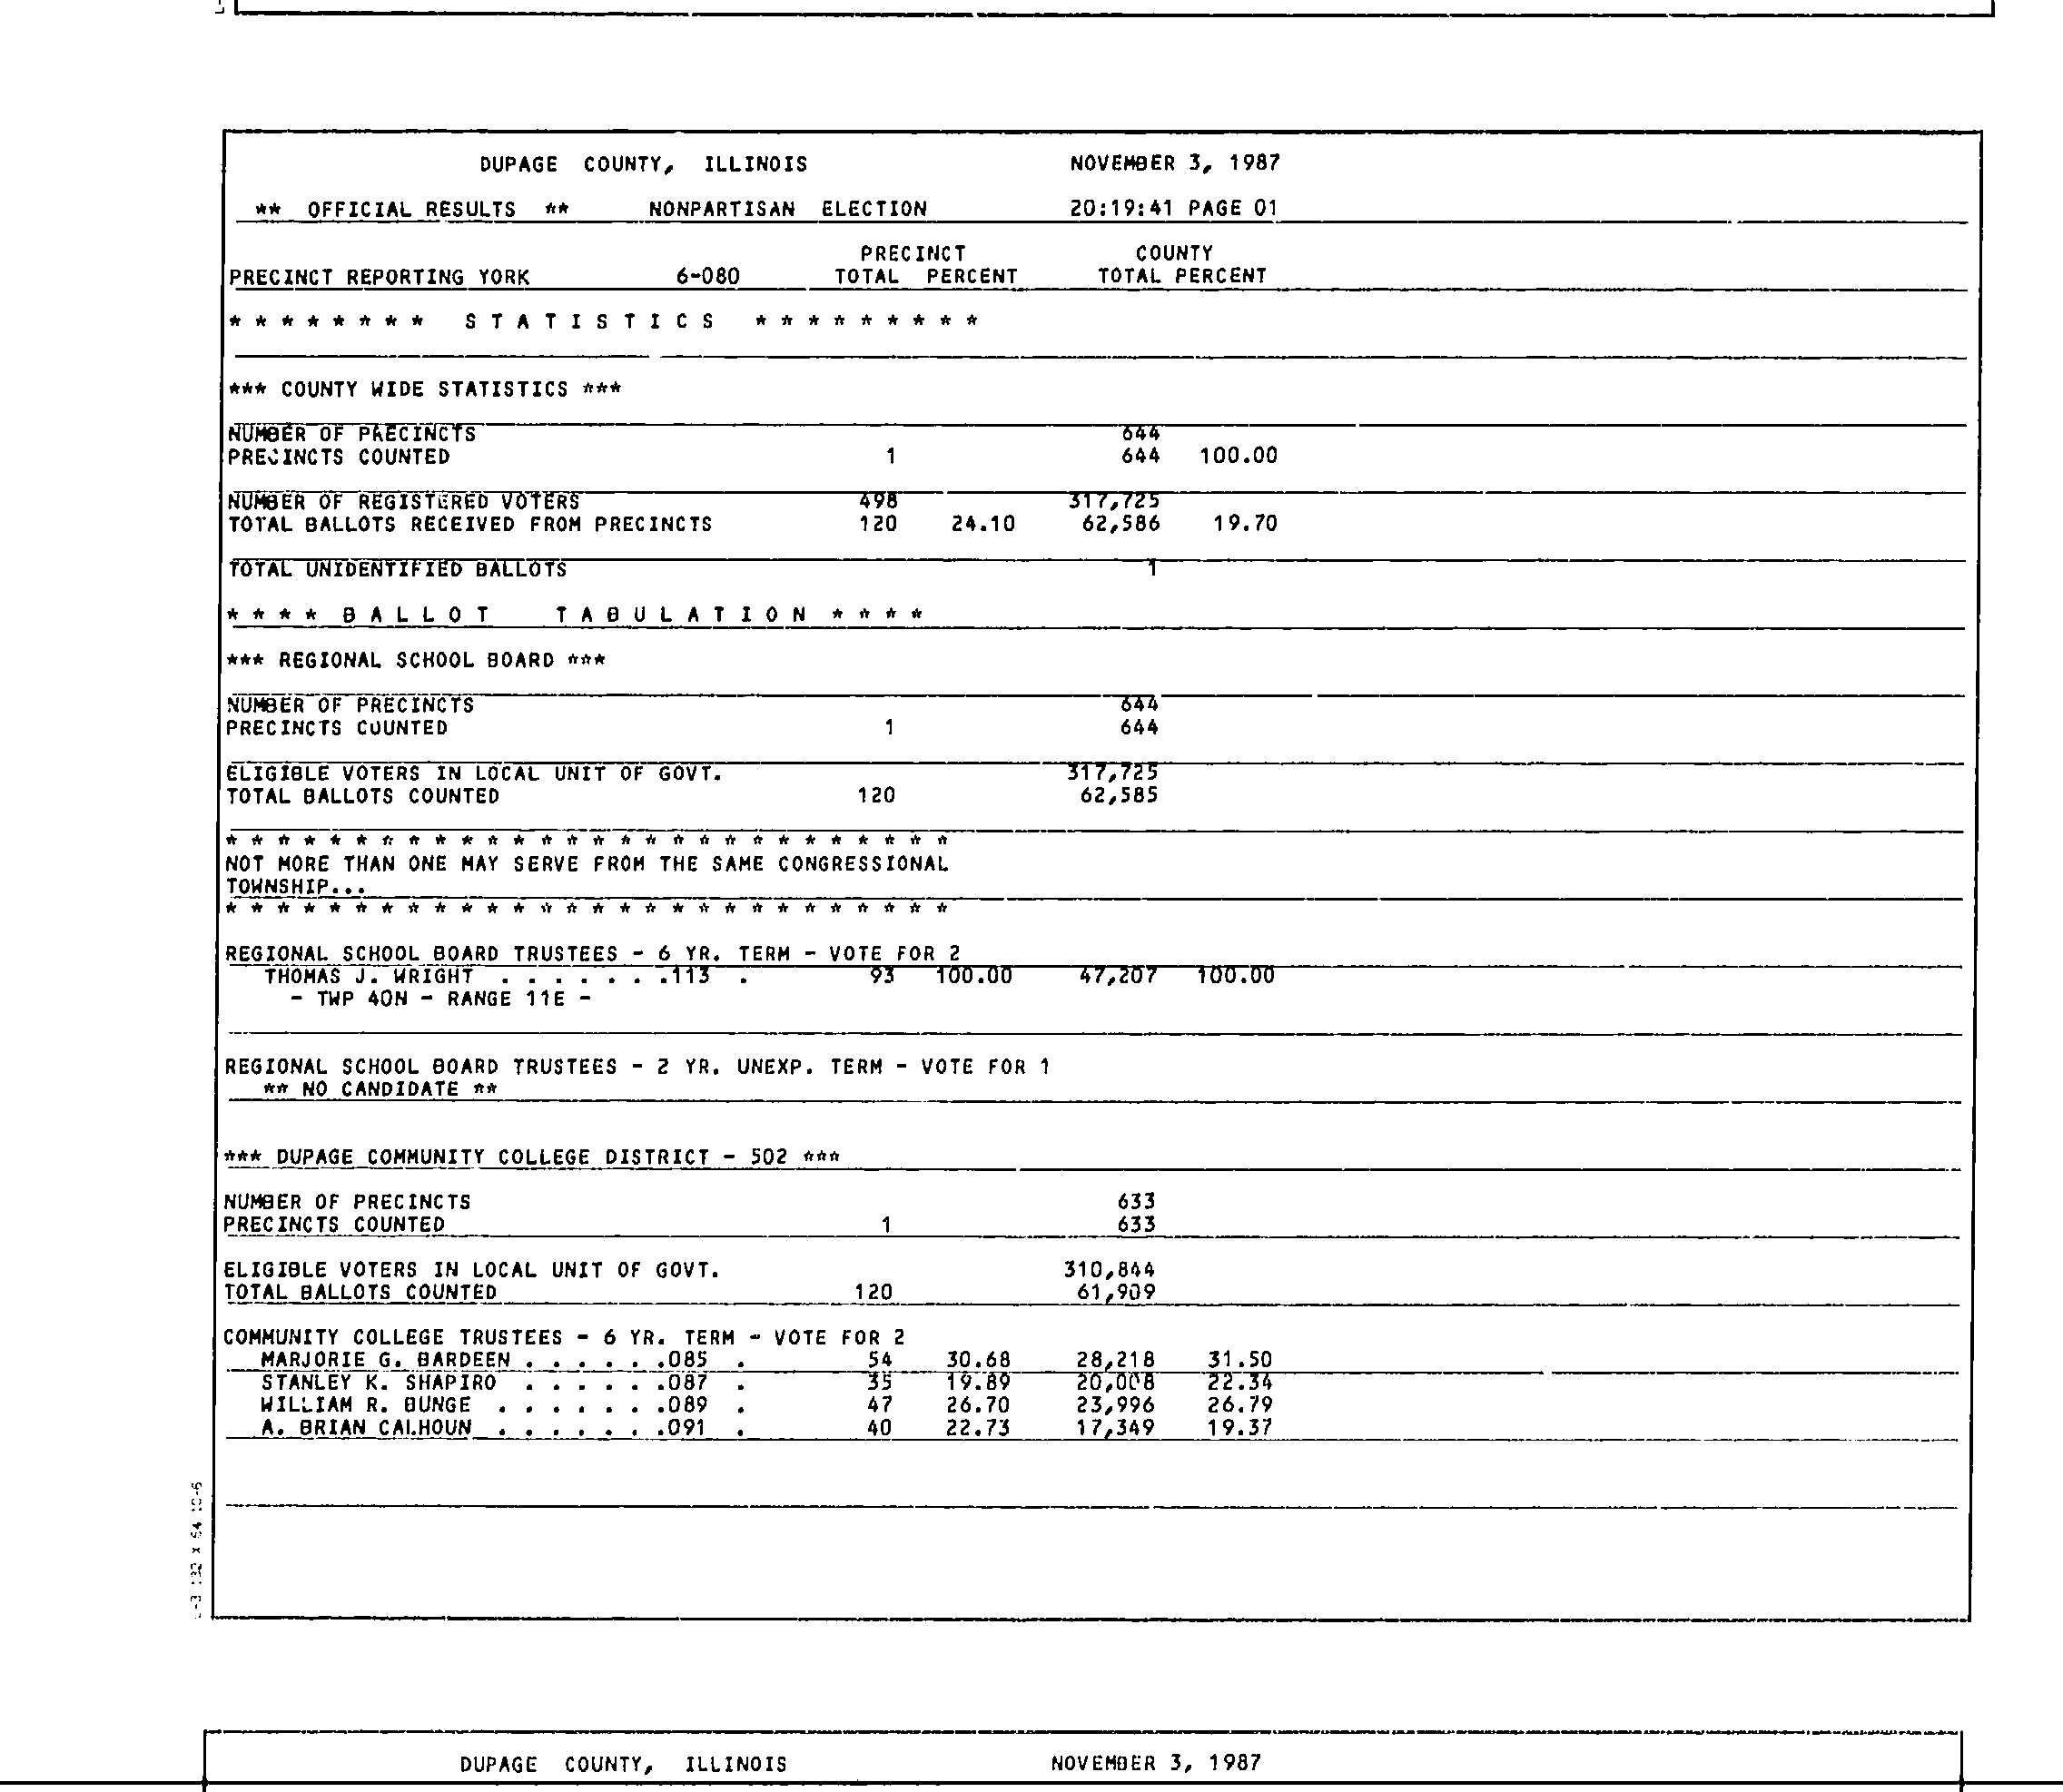 DUPAGE COUNTY, ILLINOIS NOVEMBER 3, 1987
** OFFICIAL RESULTS ** NONPARTISAN ELECTION 20:19:41 PAGE 01
PRECINCT COUNTY
PRECINCT REPORTING YORK 6-080 TOTAL PERCENT TOTAL PERCENT
* * * * * * * * S T A T I S T I C S * * * * * * * * *
*** COUNTY WIDE STATISTICS ***
NUMBER OF PRECINCTS 644
PRECINCTS COUNTED 1 644 100.00
NUMBER OF REGISTERED VOTERS 498 317,725
TOTAL BALLOTS RECEIVED FROM PRECINCTS 120 24.10 62,586 19.70
TOTAL UNIDENTIFIED BALLOTS 1
* * * * B A L L O T T A B U L A T I O N * * * *
*** REGIONAL SCHOOL BOARD ***
NUMBER OF PRECINCTS 644
PRECINCTS COUNTED 1 644
ELIGIBLE VOTERS IN LOCAL UNIT OF GOVT. 317,725
TOTAL BALLOTS COUNTED 120 62,585
* * * * * * * * * * * * * * * * * * * * * * * * * * * *
NOT MORE THAN ONE MAY SERVE FROM THE SAME CONGRESSIONAL
TOWNSHIP...
* * * * * * * * * * * * * * * * * * * * * * * * * * * *
REGIONAL SCHOOL BOARD TRUSTEES - 6 YR. TERM - VOTE FOR 2
THOMAS J. WRIGHT . . . . . . .113 . 93 100.00 47,207 100.00
- TWP 40N - RANGE 11E -
REGIONAL SCHOOL BOARD TRUSTEES - 2 YR. UNEXP. TERM - VOTE FOR 1
** NO CANDIDATE **
*** DUPAGE COMMUNITY COLLEGE DISTRICT - 502 ***
NUMBER OF PRECINCTS 633
PRECINCTS COUNTED 1 633
ELIGIBLE VOTERS IN LOCAL UNIT OF GOVT. 310,844
TOTAL BALLOTS COUNTED 120 61,909
COMMUNITY COLLEGE TRUSTEES - 6 YR. TERM - VOTE FOR 2
MARJORIE G. BARDEEN . . . . . .085 . 54 30.68 28,218 31.50
STANLEY K. SHAPIRO . . . . . .087 . 35 19.89 20,008 22.34
WILLIAM R. BUNGE . . . . . . .089 . 47 26.70 23,996 26.79
A. BRIAN CALHOUN . . . . . . .091 . 40 22.73 17,349 19.37
DUPAGE COUNTY, ILLINOIS NOVEMBER 3, 1987